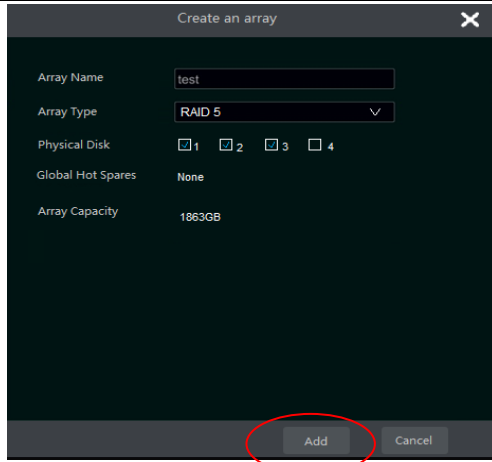 Create an array
Array Name test
Array Type RAID 5
Physical Disk 1 2 3 4
Global Hot Spares None
Array Capacity 1863GB
Add Cancel